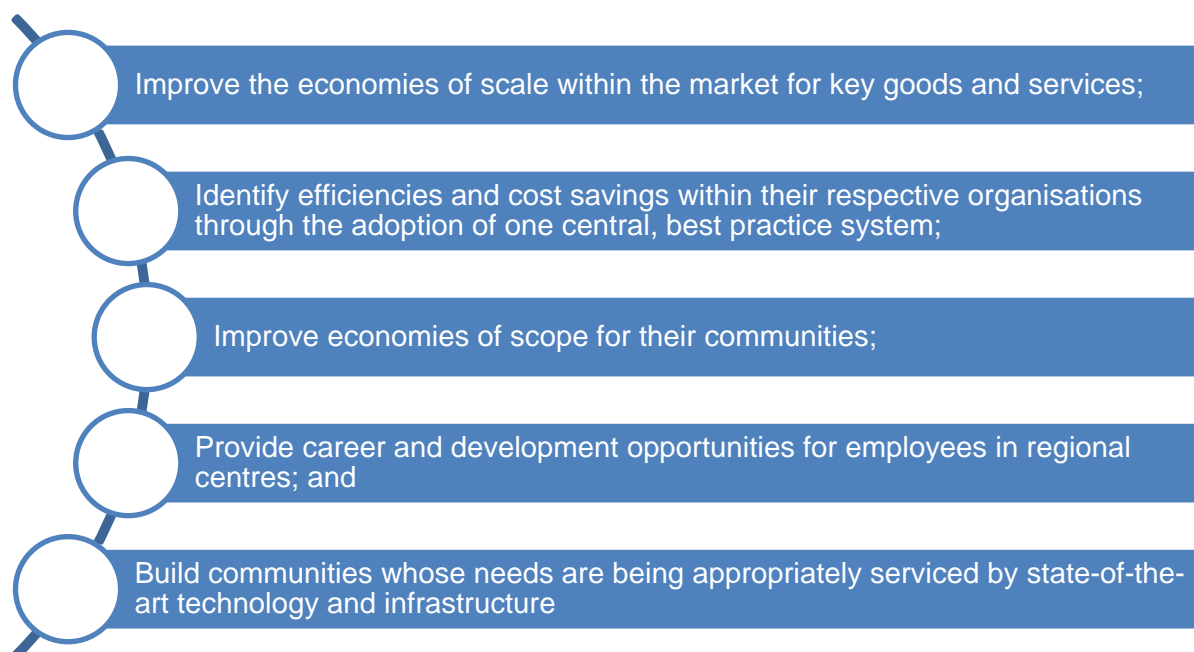 Improve the economies of scale within the market for key goods and services;
Identify efficiencies and cost savings within their respective organisations
through the adoption of one central, best practice system;
Improve economies of scope for their communities;
Provide career and development opportunities for employees in regional
centres; and
Build communities whose needs are being appropriately serviced by state-of-the-
art technology and infrastructure